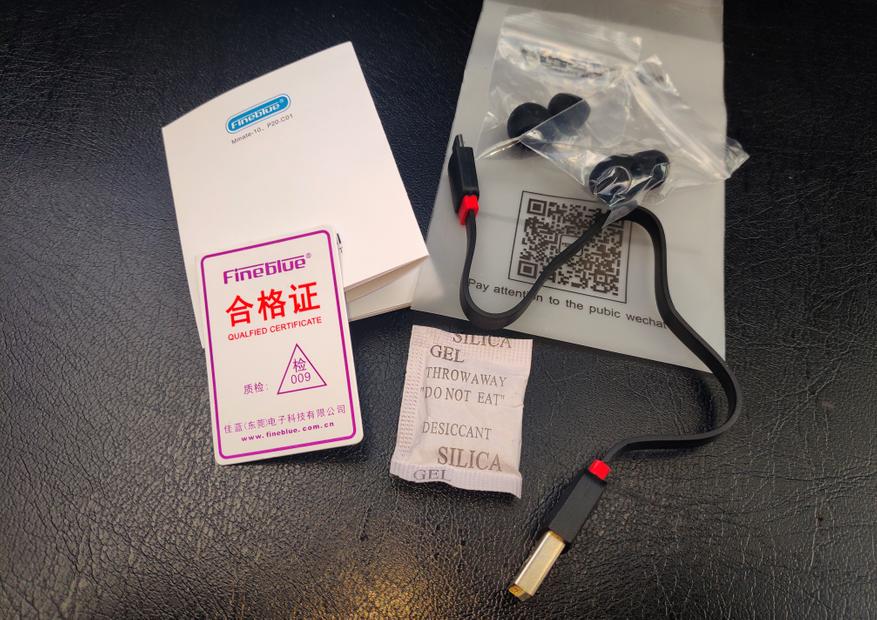 Fineblue®
Mmate-10、P20.C01
Fineblue®
合格证
QUALFIED CERTIFICATE
检
009
质检:
佳蓝(东莞)电子科技有限公司
www.fineblue.com.cn
Pay attention to the pubic wechat
SILICA
GEL
THROWAWAY
"DO NOT EAT"
DESICCANT
SILICA
GEL